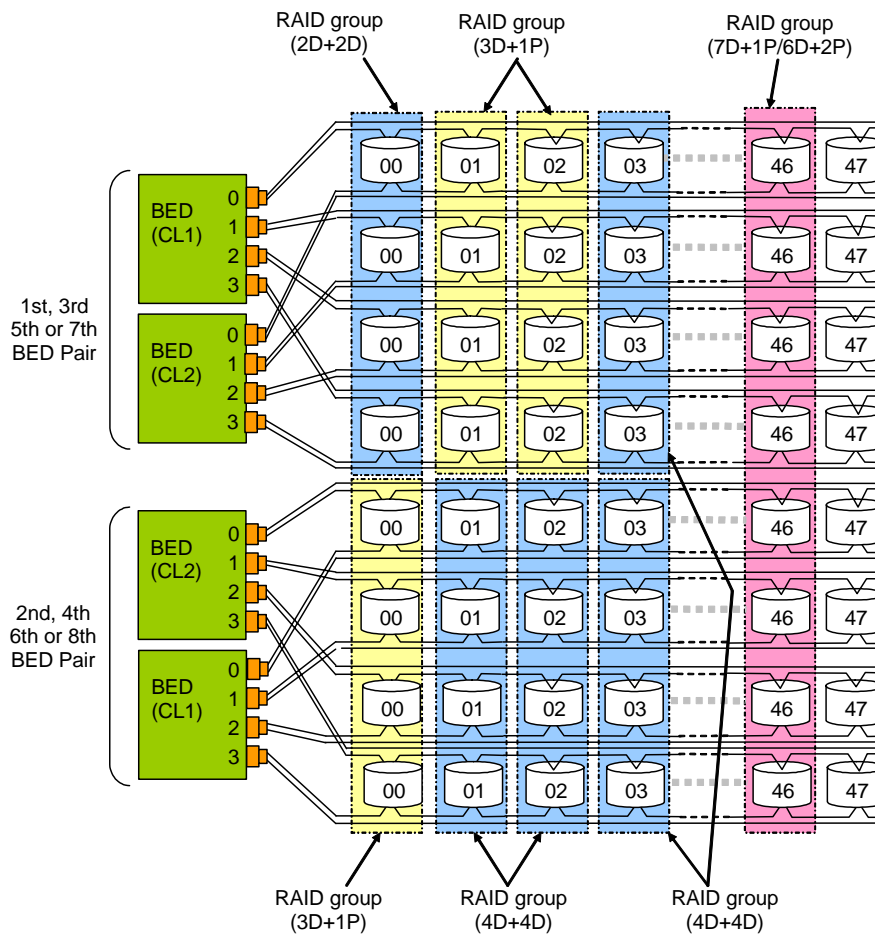 RAID group
(2D+2D)
RAID group
(3D+1P)
RAID group
(7D+1P/6D+2P)
00 01 02 03 46 47
BED
(CL1)
0
1
2
3
00 01 02 03 46 47
1st, 3rd
5th or 7th
BED Pair
BED
(CL2)
0
1
2
3
00 01 02 03 46 47
00 01 02 03 46 47
00 01 02 03 46 47
BED
(CL2)
0
1
2
3
00 01 02 03 46 47
2nd, 4th
6th or 8th
BED Pair
BED
(CL1)
0
1
2
3
00 01 02 03 46 47
00 01 02 03 46 47
RAID group
(3D+1P)
RAID group
(4D+4D)
RAID group
(4D+4D)